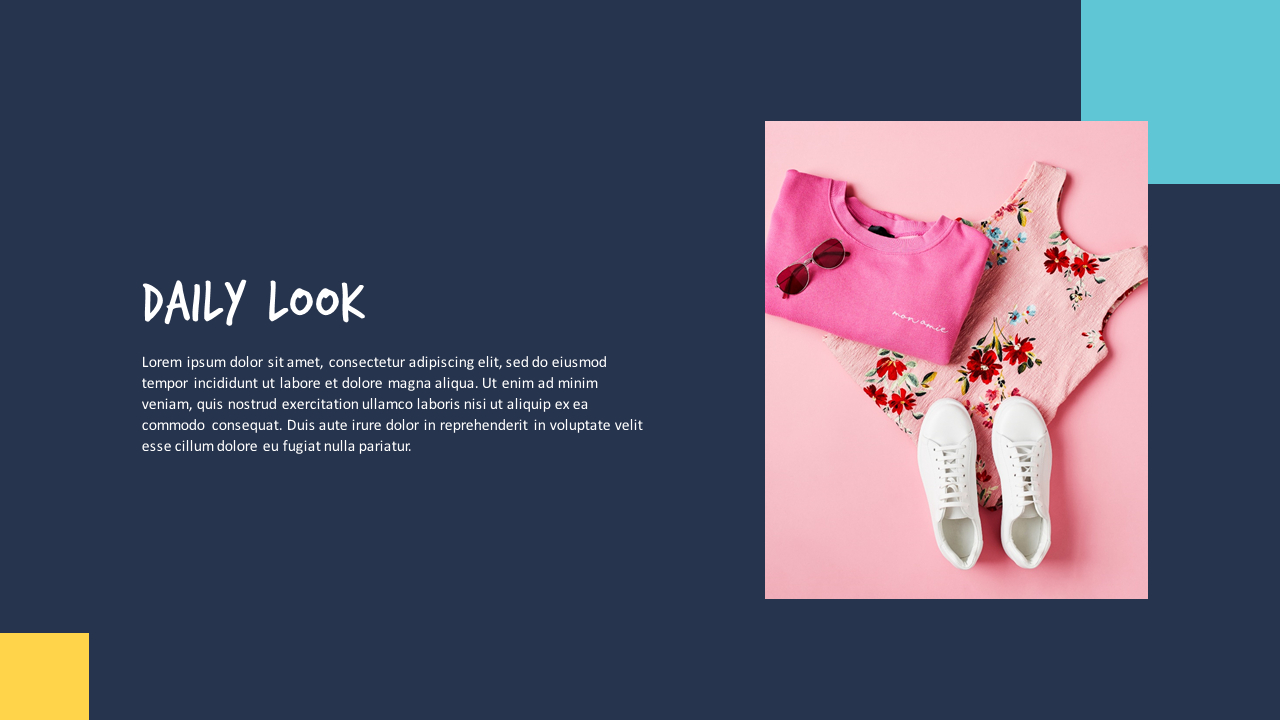 DAILY LOOK
Lorem ipsum dolor sit amet, consectetur adipiscing elit, sed do eiusmod
tempor incididunt ut labore et dolore magna aliqua. Ut enim ad minim
veniam, quis nostrud exercitation ullamco laboris nisi ut aliquip ex ea
commodo consequat. Duis aute irure dolor in reprehenderit in voluptate velit
esse cillum dolore eu fugiat nulla pariatur.
mon amie